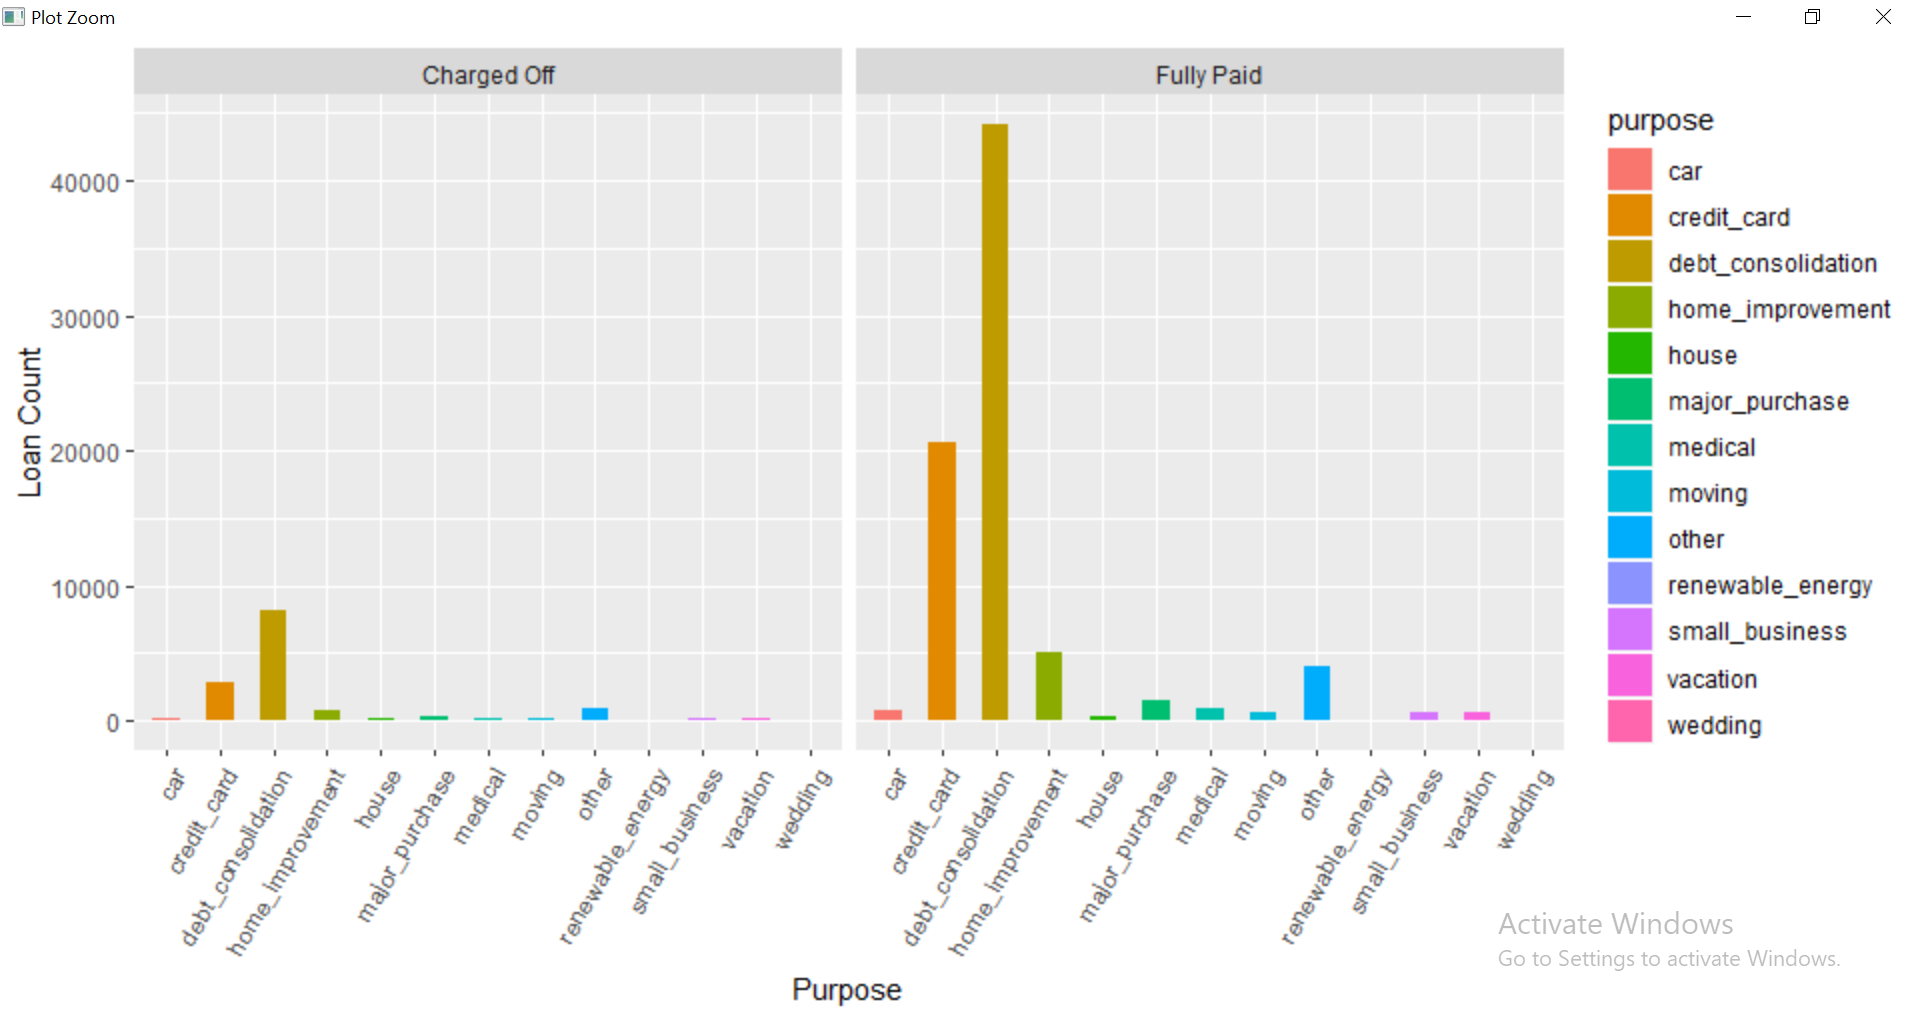 Plot Zoom
Charged Off
Fully Paid
Loan Count
40000
30000
20000
10000
0
car
credit_card
debt_consolidation
home_improvement
house
major_purchase
medical
moving
other
renewable_energy
small_business
vacation
wedding
car
credit_card
debt_consolidation
home_improvement
house
major_purchase
medical
moving
other
renewable_energy
small_business
vacation
wedding
Purpose
purpose
car
credit_card
debt_consolidation
home_improvement
house
major_purchase
medical
moving
other
renewable_energy
small_business
vacation
wedding
Activate Windows
Go to Settings to activate Windows.